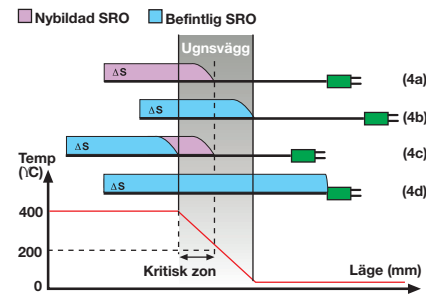 Nybildad SRO
Befintlig SRO
Ugnsvägg
ΔS
(4a)
ΔS
(4b)
ΔS
(4c)
ΔS
(4d)
Temp
(℩C)
400
200
0
Kritisk zon
Läge (mm)